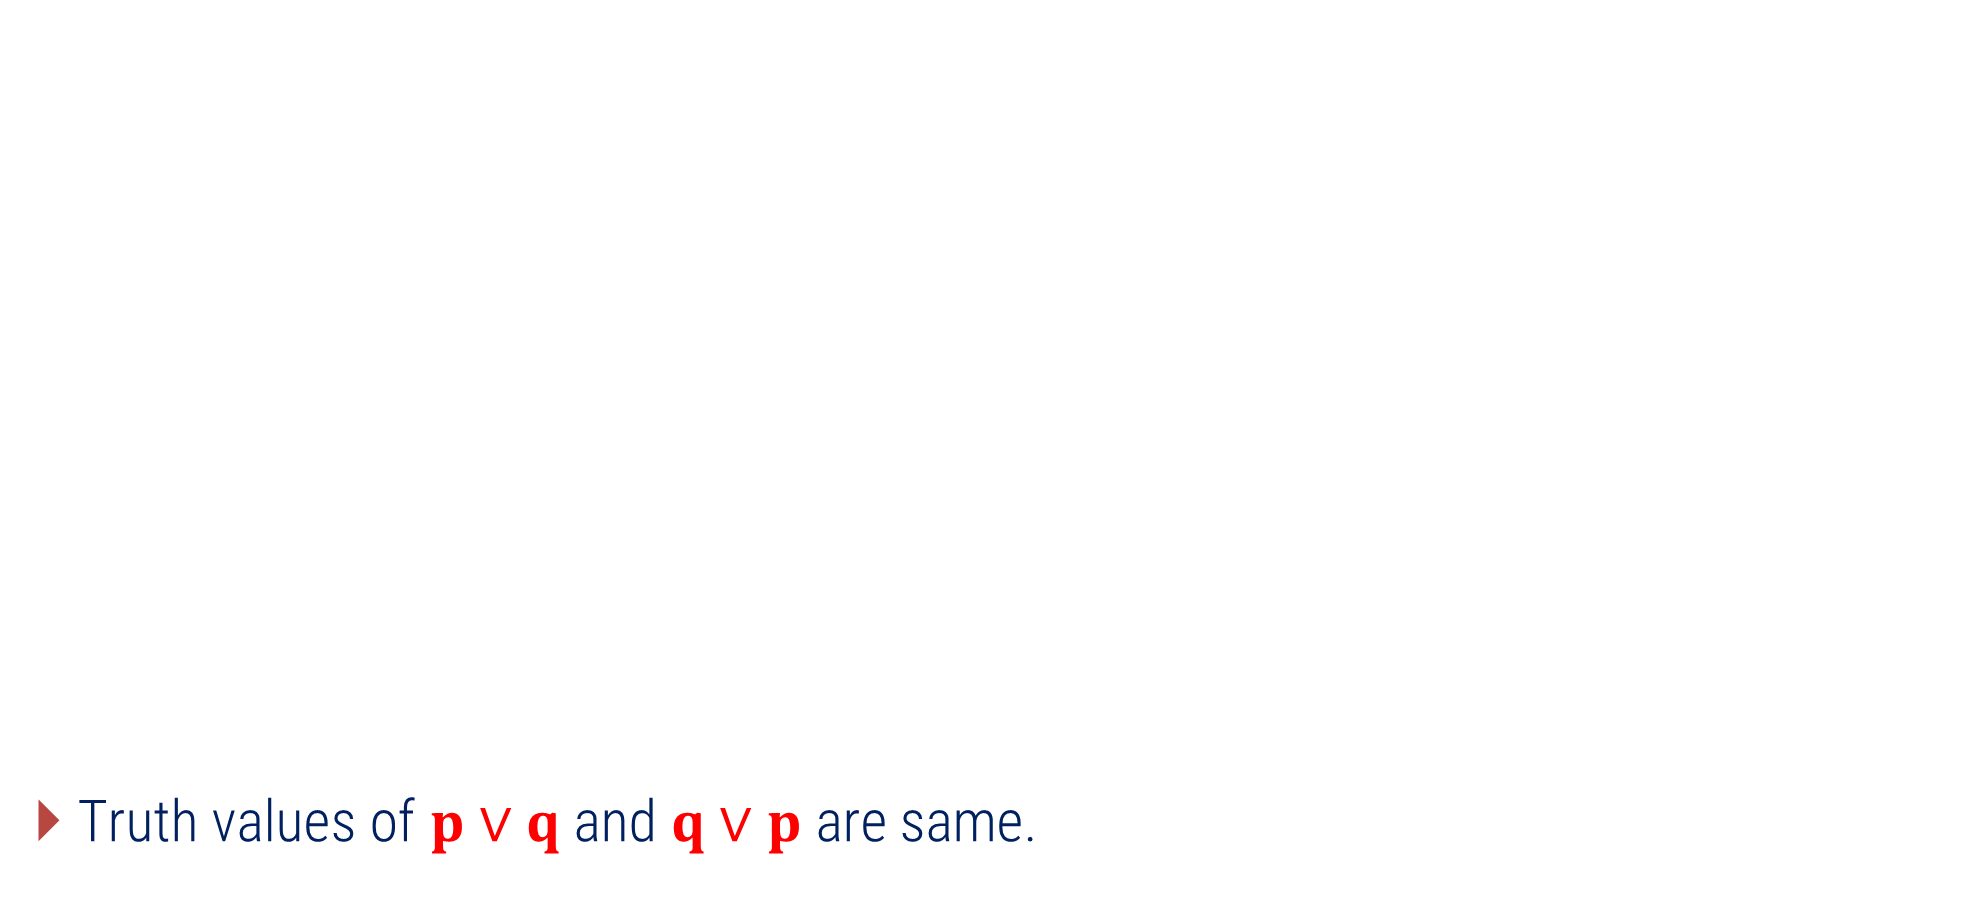 Truth values of p ∨ q and q ∨ p are same.